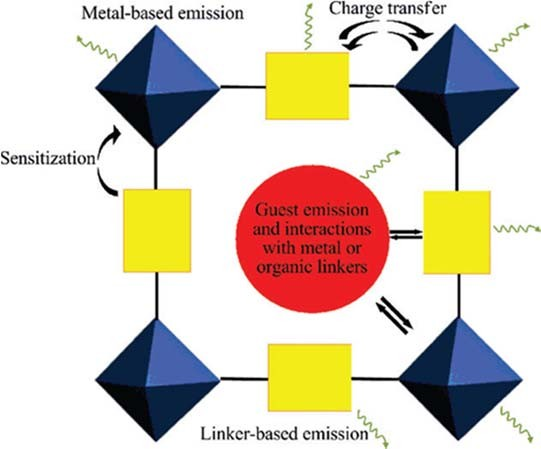 Metal-based emission
Charge transfer
Sensitization
Guest emission
and interactions
with metal or
organic linkers
Linker-based emission